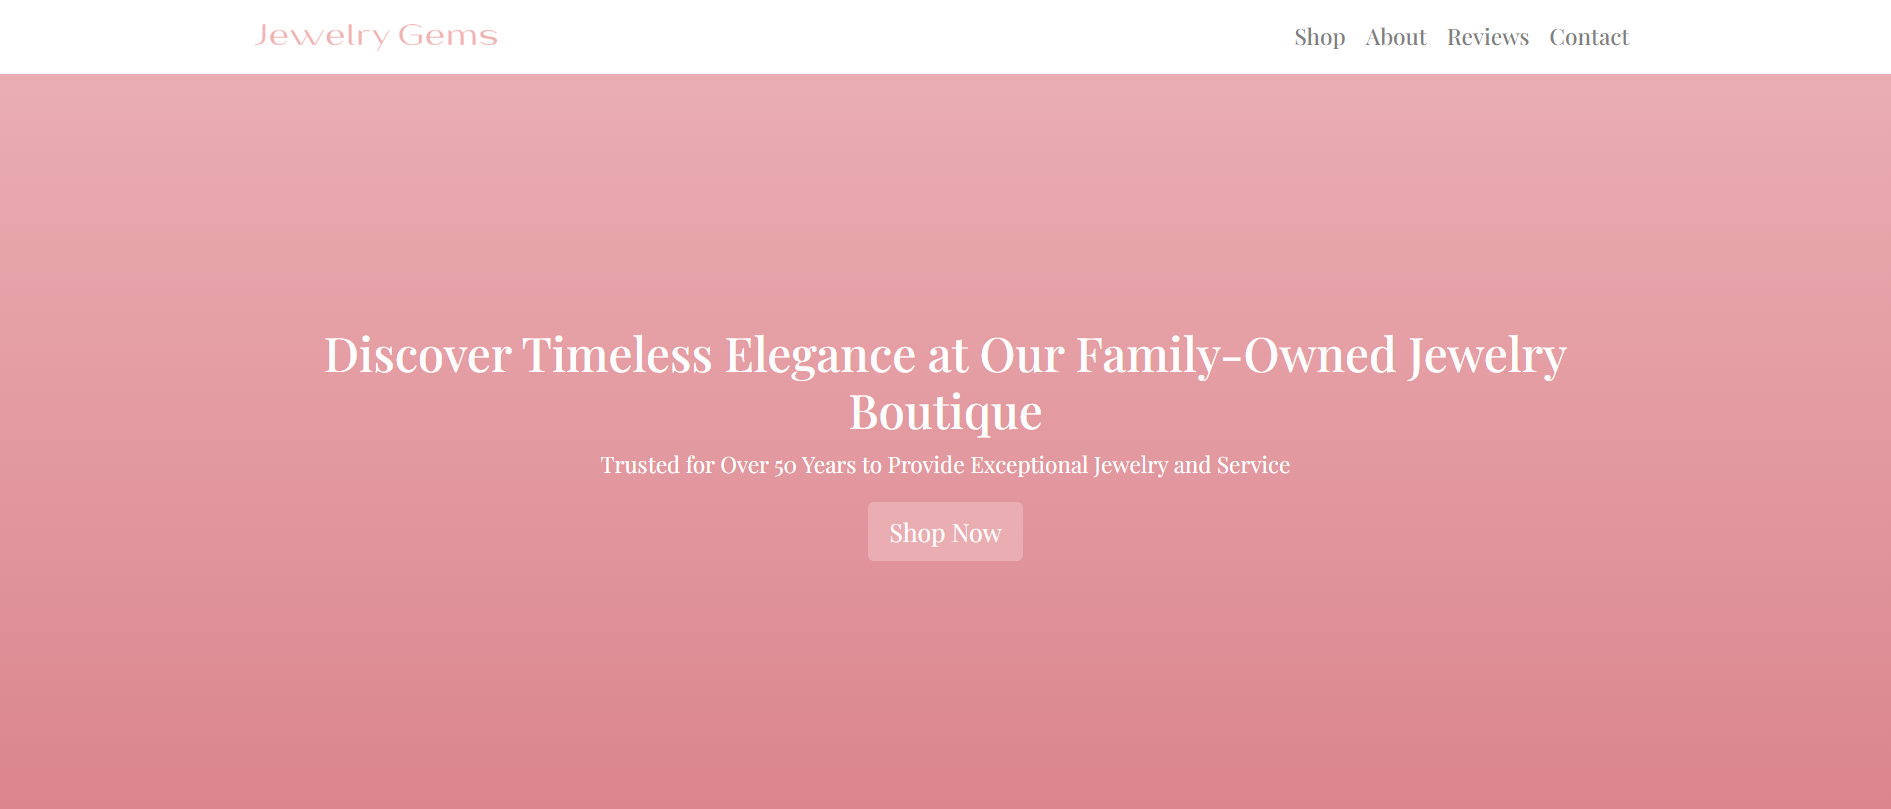 Jewelry Gems
Shop About Reviews Contact
Discover Timeless Elegance at Our Family-Owned Jewelry
Boutique
Trusted for Over 50 Years to Provide Exceptional Jewelry and Service
Shop Now